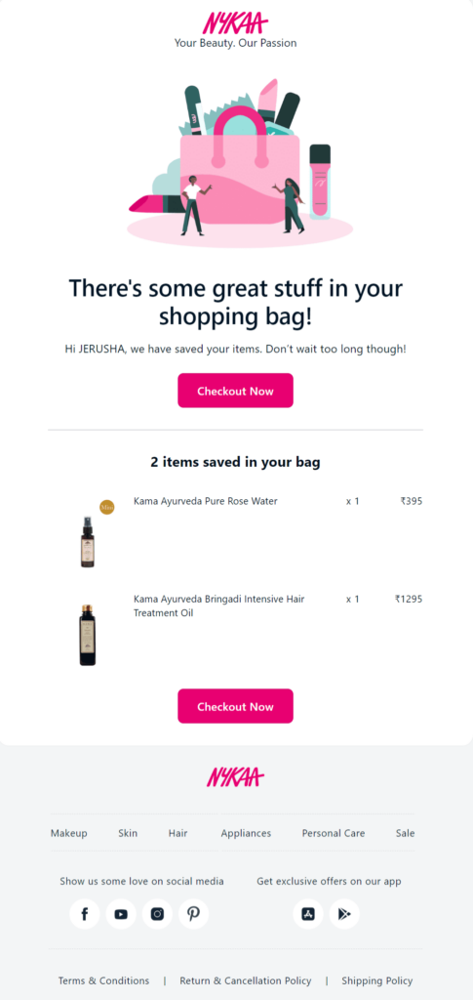 NYKAA
Your Beauty. Our Passion
There's some great stuff in your
shopping bag!
Hi JERUSHA, we have saved your items. Don’t wait too long though!
Checkout Now
2 items saved in your bag
Mini
Kama Ayurveda Pure Rose Water x 1 ₹395
Kama Ayurveda Bringadi Intensive Hair x 1 ₹1295
Treatment Oil
Checkout Now
NYKAA
Makeup Skin Hair Appliances Personal Care Sale
Show us some love on social media Get exclusive offers on our app
Terms & Conditions | Return & Cancellation Policy | Shipping Policy